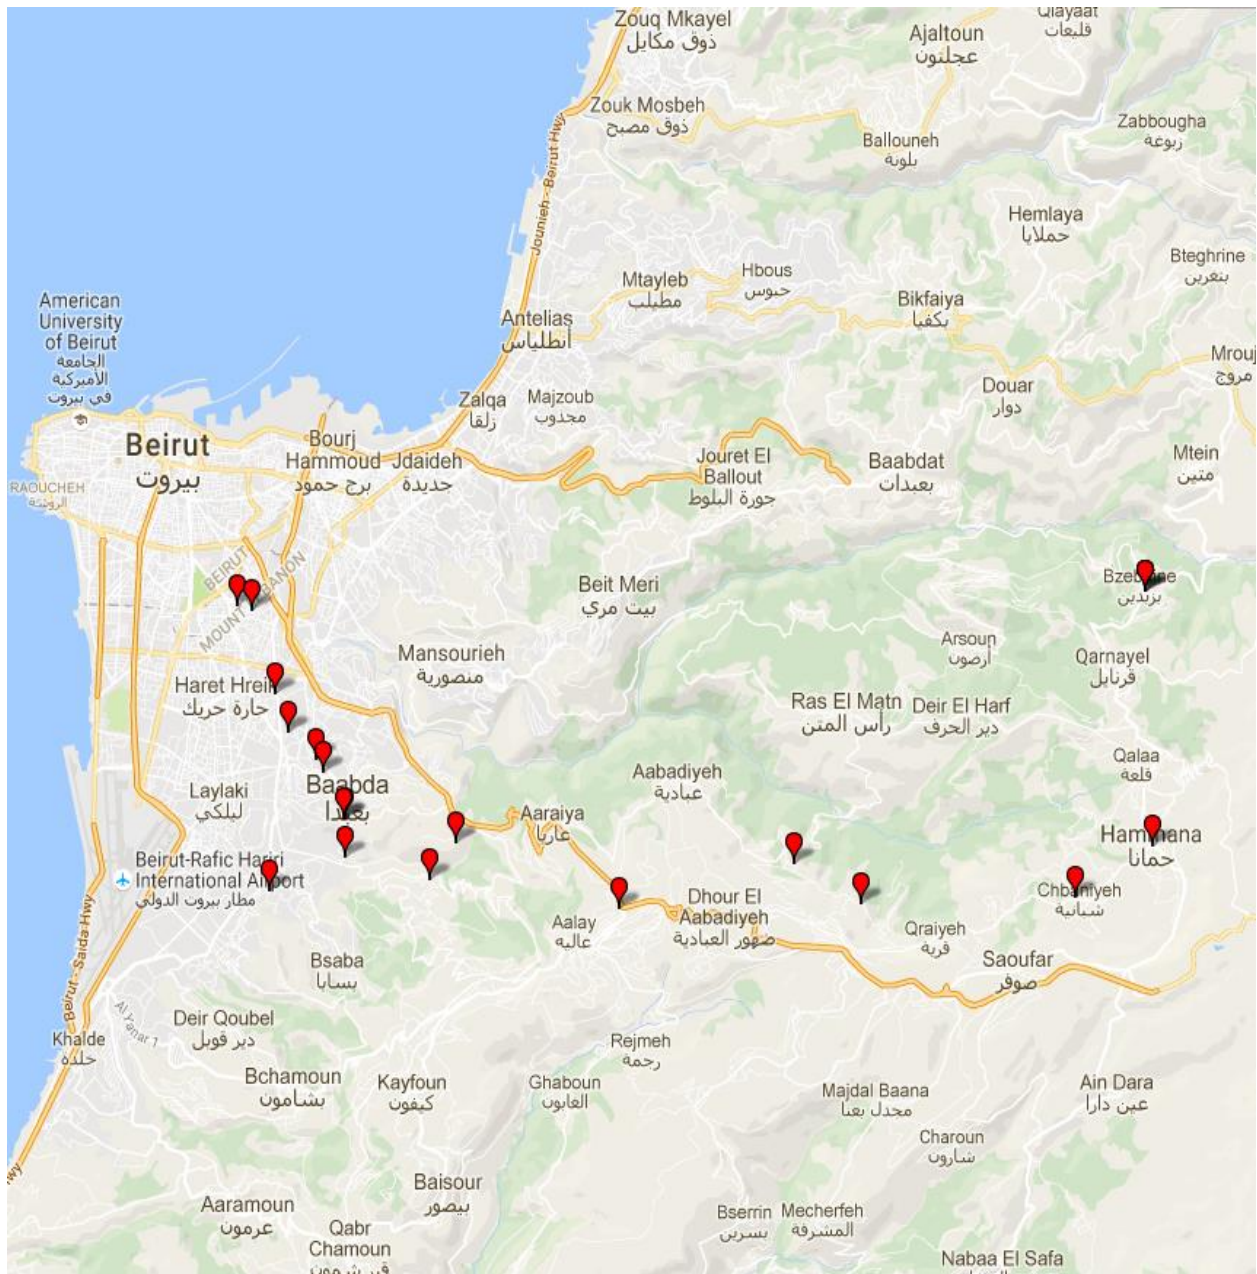 Zouq Mkayel
ذوق مكايل
Qlayaat
قليعات
Ajaltoun
عجلتون
Zouk Mosbeh
ذوق مصبح
Zabbougha
زبوغة
Ballouneh
بلونة
Jounieh - Beirut Hwy
Hemlaya
حملايا
Bteghrine
بتغرين
Hbous
حبوس
Mtayleb
مطيلب
Bikfaiya
بكفيا
American
University
of Beirut
الجامعة
الأميركية
في بيروت
Antelias
أنطلياس
Mrouj
مروج
Douar
دوار
Zalqa
زلقا
Majzoub
مجذوب
Beirut
بيروت
Bourj
Hammoud
برج حمود
Jdaideh
جديدة
Jouret El
Ballout
جورة البلوط
Baabdat
بعبدات
Mtein
متين
RAOUCHEH
الروشة
BEIRUT
MOUNT LEBANON
Beit Meri
بيت مري
بزبدين
Arsoun
أرصون
Mansourieh
منصورية
Qarnayel
قرنايل
Haret Hreik
حارة حريك
Ras El Matn
رأس المتن
Deir El Harf
دير الحرف
Qalaa
قلعة
Aabadiyeh
عبادية
Baabda
بعبدا
Laylaki
ليلكي
Aaraiya
عاريا
Hammana
حمانا
Beirut-Rafic Hariri
International Airport
مطار بيروت الدولي
Chbaniyeh
شبانية
Dhour El
Aabadiyeh
ضهور العبادية
Aalay
عاليه
Qraiyeh
قرية
Bsaba
بسابا
Saoufar
صوفر
Beirut - Saida Hwy
Deir Qoubel
دير قوبل
Khalde
خلدة
Rejmeh
رجمة
Bchamoun
بشامون
Kayfoun
كيفون
Ghaboun
الغابون
Majdal Baana
مجدل بعنا
Ain Dara
عين دارا
Charoun
شارون
Hwy
Baisour
بيصور
Aaramoun
عرمون
Bserrin
بسرين
Mecherfeh
المشرفة
Qabr
Chamoun
قبر شمون
Nabaa El Safa